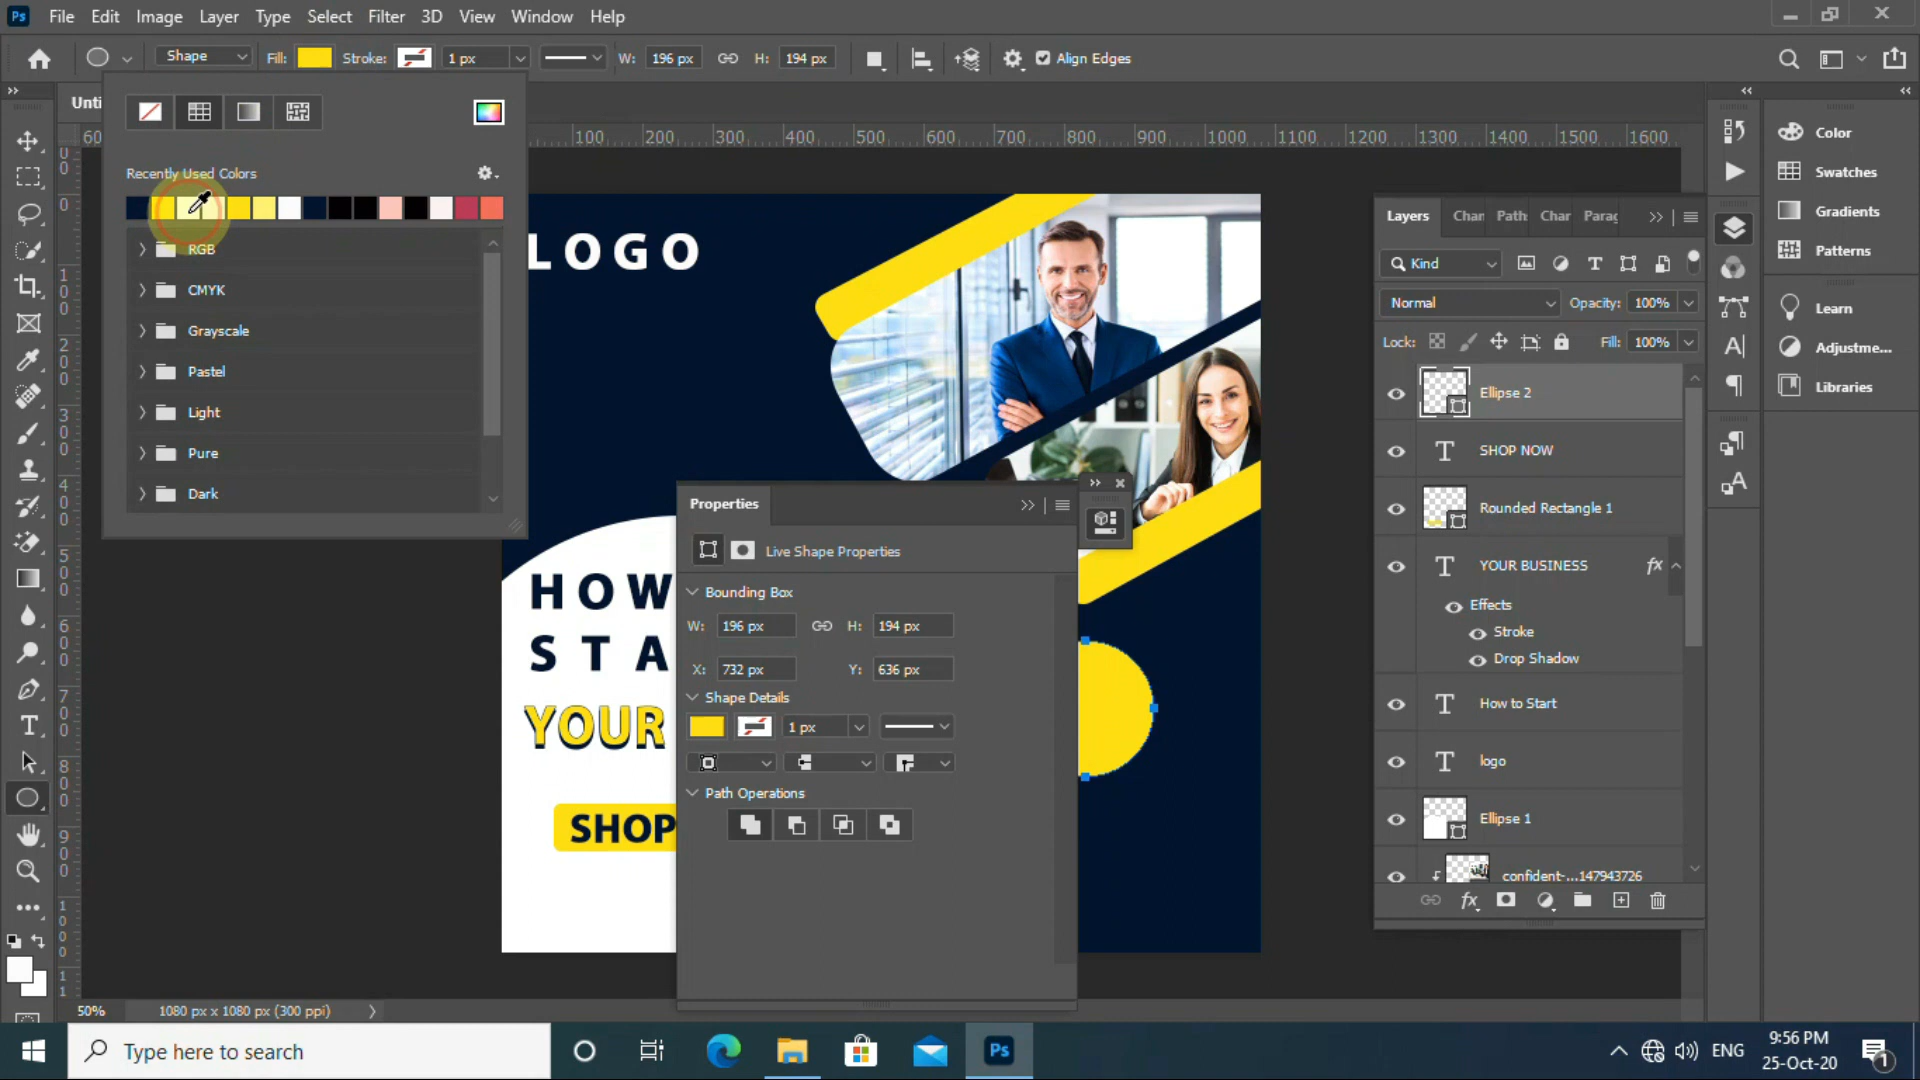 Ps File Edit Image Layer Type Select Filter 3D View Window Help
Shape Fill: Stroke: 1 px W: 196 px H: 194 px Align Edges
Unti
60 100 200 300 400 500 600 700 800 900 1000 1100 1200 1300 1400 1500 1600
Recently Used Colors
RGB
CMYK
Grayscale
Pastel
Light
Pure
Dark
LOGO
HOW
STA
YOUR
SHOP
Properties
Live Shape Properties
Bounding Box
W: 196 px H: 194 px
X: 732 px Y: 636 px
Shape Details
1 px
Path Operations
Layers Chan Path: Char Parag
Kind
Normal Opacity: 100%
Lock: Fill: 100%
Ellipse 2
SHOP NOW
Rounded Rectangle 1
YOUR BUSINESS fx
Effects
Stroke
Drop Shadow
How to Start
logo
Ellipse 1
confident-...147943726
fx
Color
Swatches
Gradients
Patterns
Learn
Adjustme...
Libraries
50% 1080 px x 1080 px (300 ppi)
Type here to search
Ps
ENG
9:56 PM
25-Oct-20
1